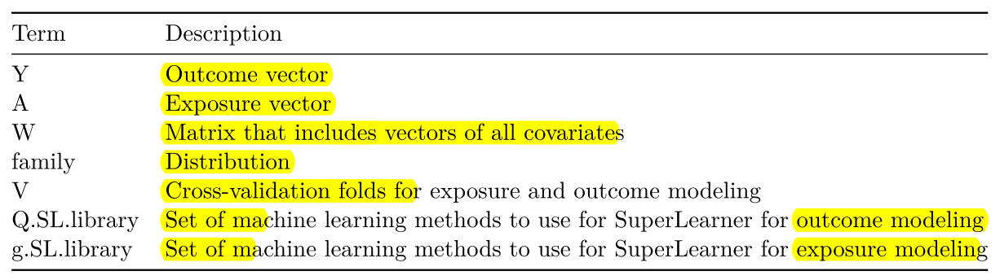 Term Description
Y Outcome vector
A Exposure vector
W Matrix that includes vectors of all covariates
family Distribution
V Cross-validation folds for exposure and outcome modeling
Q.SL.library Set of machine learning methods to use for SuperLearner for outcome modeling
g.SL.library Set of machine learning methods to use for SuperLearner for exposure modeling